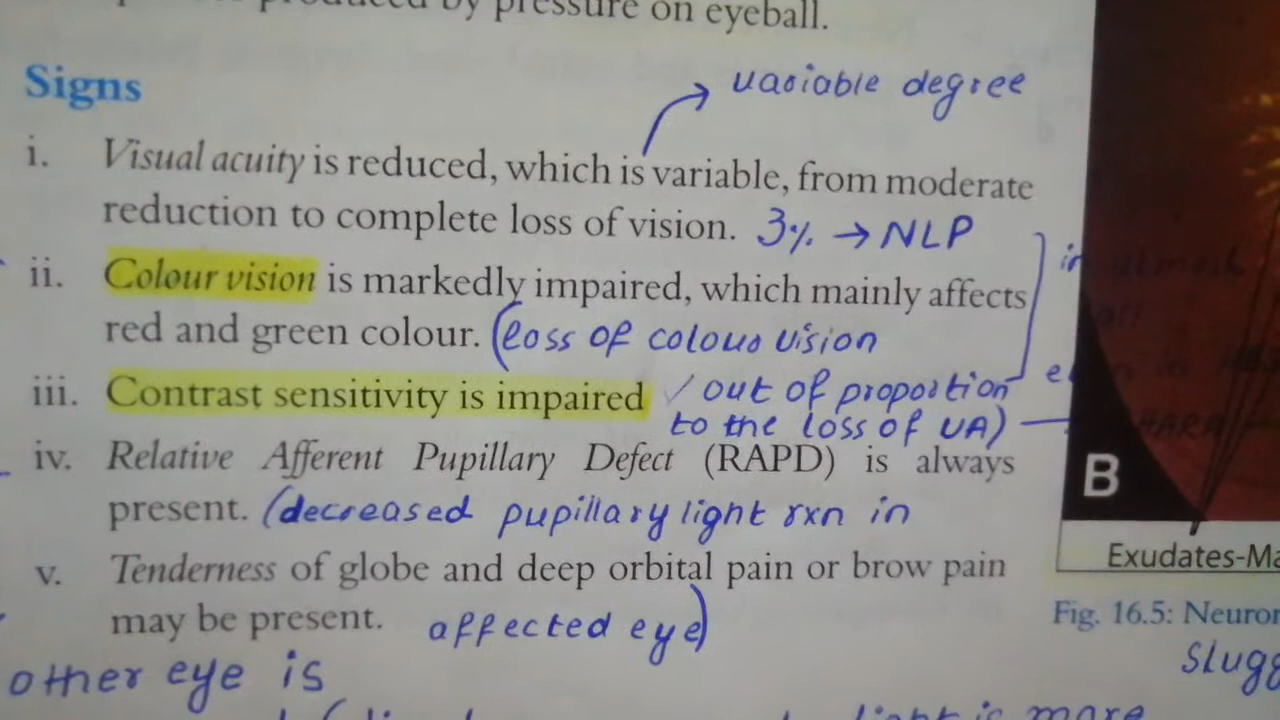 produced by pressure on eyeball.
Signs
variable degree
i. Visual acuity is reduced, which is variable, from moderate
reduction to complete loss of vision. 3% → NLP
ii. Colour vision is markedly impaired, which mainly affects
red and green colour. (loss of colour vision
iii. Contrast sensitivity is impaired ✓ out of proportion
to the loss of VA)
iv. Relative Afferent Pupillary Defect (RAPD) is always
present. (decreased pupillary light rxn in
v. Tenderness of globe and deep orbital pain or brow pain
may be present. affected eye)
other eye is
light is more
B
Exudates-Ma
Fig. 16.5: Neuror
Slugg